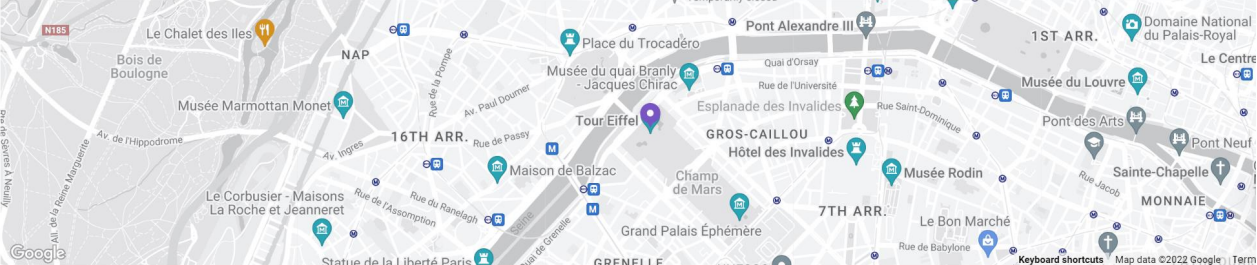 N185
Le Chalet des Iles
NAP
Pont Alexandre III
1ST ARR.
Domaine National
du Palais-Royal
Bois de
Boulogne
Place du Trocadéro
Quai d'Orsay
Le Centre
Rue de la Pompe
Musée du quai Branly
- Jacques Chirac
Rue de l'Université
Musée du Louvre
Musée Marmottan Monet
Av. Paul Doumer
Esplanade des Invalides
Rue Saint-Dominique
Tour Eiffel
Pont des Arts
Av. de l'Hippodrome
16TH ARR.
Rue de Passy
GROS-CAILLOU
Pont Neuf
Av. Ingres
M
Hôtel des Invalides
Maison de Balzac
Champ
de Mars
Musée Rodin
Sainte-Chapelle
Rue Jacob
Le Corbusier - Maisons
La Roche et Jeanneret
Rue de l'Assomption
Rue du Ranelagh
M
MONNAIE
7TH ARR.
All. de la Reine Marguerite
Rte de Sèvres À Neuilly
Seine
Grand Palais Éphémère
Le Bon Marché
Quai de Grenelle
Rue de Babylone
Google
Statue de la Liberté Paris
GRENELLE
Keyboard shortcuts
Map data ©2022 Google
Term